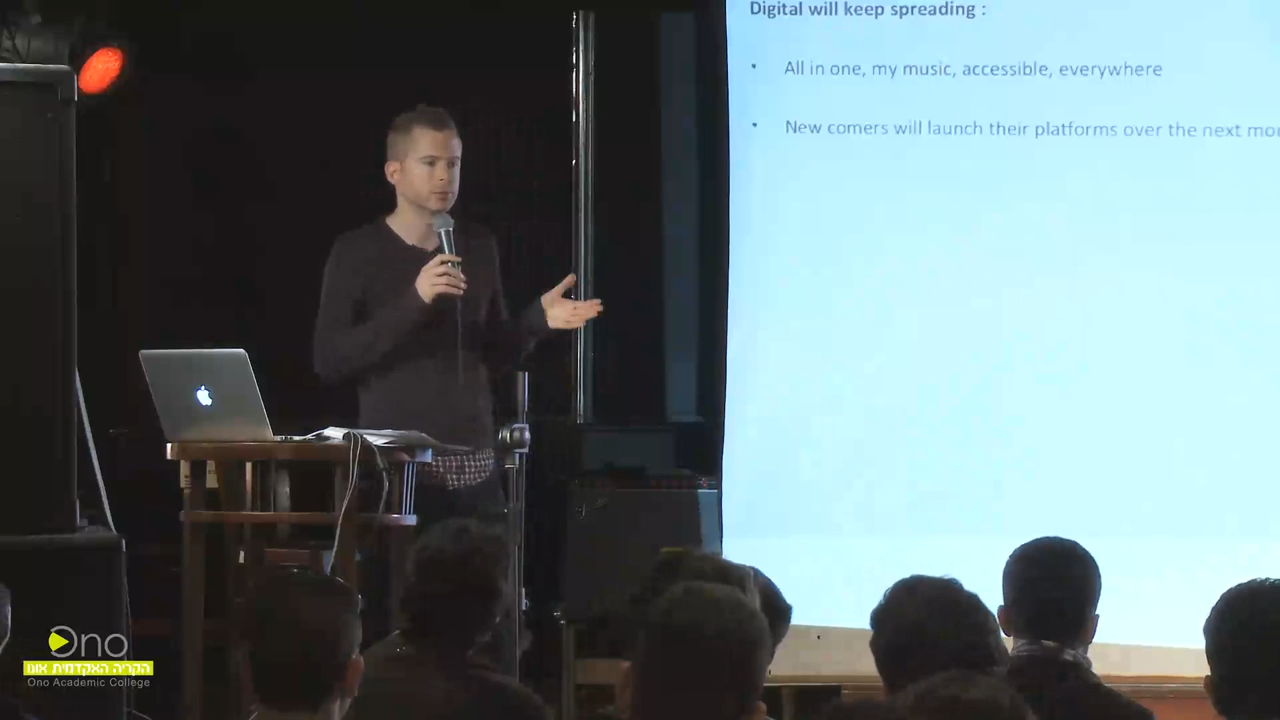 Digital will keep spreading :
• All in one, my music, accessible, everywhere
• New comers will launch their platforms over the next
Ono
הקריה האקדמית אונו
Ono Academic College